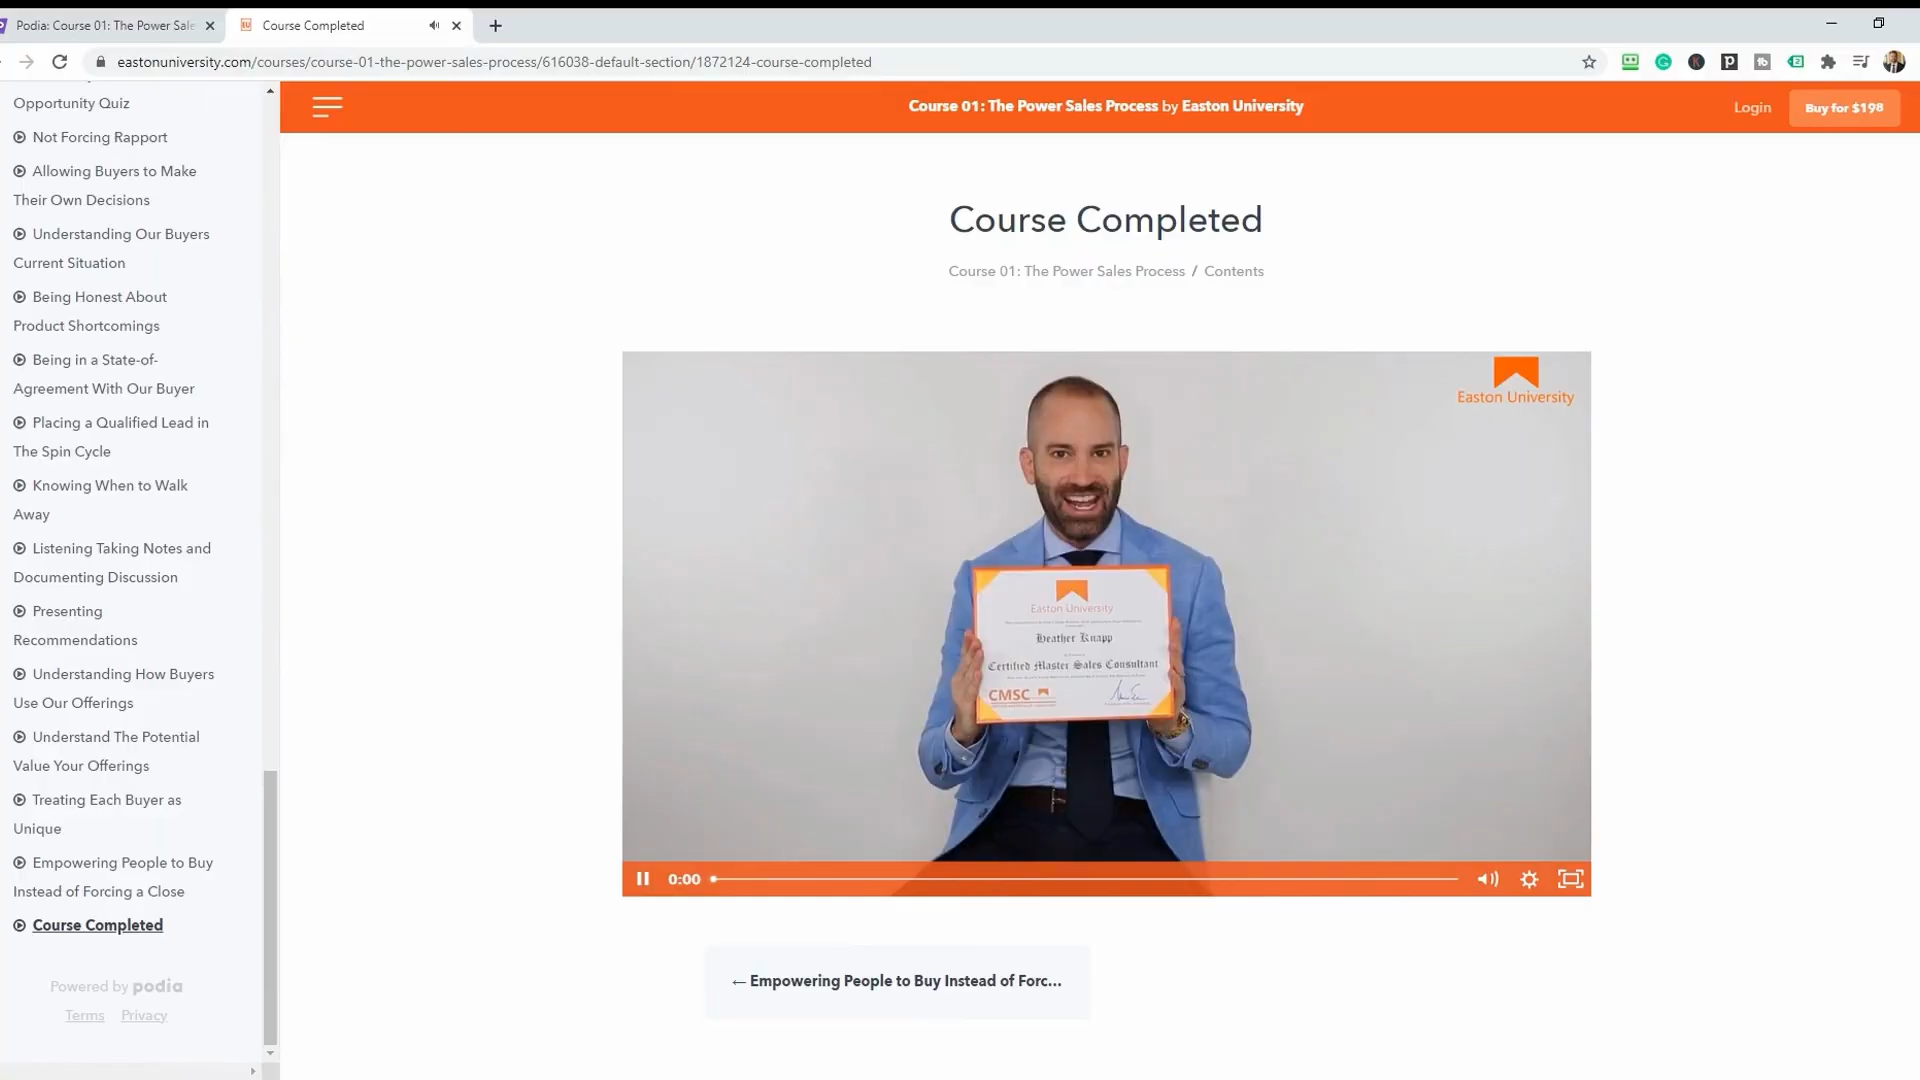 Podia: Course 01: The Power Sale
Course Completed
eastonuniversity.com/courses/course-01-the-power-sales-process/616038-default-section/1872124-course-completed
Opportunity Quiz
Not Forcing Rapport
Allowing Buyers to Make
Their Own Decisions
Understanding Our Buyers
Current Situation
Being Honest About
Product Shortcomings
Being in a State-of-
Agreement With Our Buyer
Placing a Qualified Lead in
The Spin Cycle
Knowing When to Walk
Away
Listening Taking Notes and
Documenting Discussion
Presenting
Recommendations
Understanding How Buyers
Use Our Offerings
Understand The Potential
Value Your Offerings
Treating Each Buyer as
Unique
Empowering People to Buy
Instead of Forcing a Close
Course Completed
Powered by podia
Terms Privacy
Course 01: The Power Sales Process by Easton University
Login
Buy for $198
Course Completed
Course 01: The Power Sales Process / Contents
Easton University
Easton University
Heather Knapp
Certified Master Sales Consultant
CMSC
0:00
← Empowering People to Buy Instead of Forc...